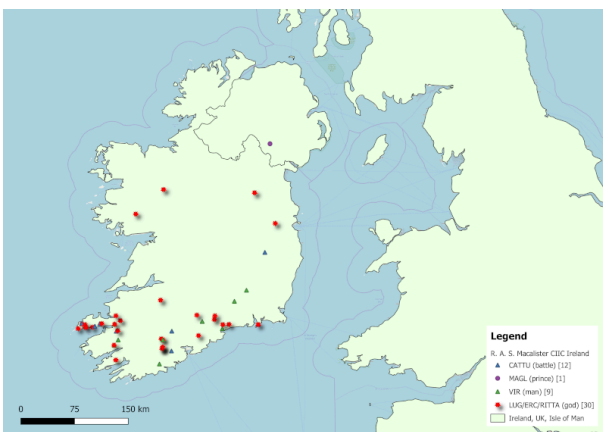 Legend
R. A. S. Macalister CIIC Ireland
CATTU (battle) [12]
MAGL (prince) [1]
VIR (man) [9]
LUG/ERC/RITTA (god) [30]
Ireland, UK, Isle of Man
0 75 150 km